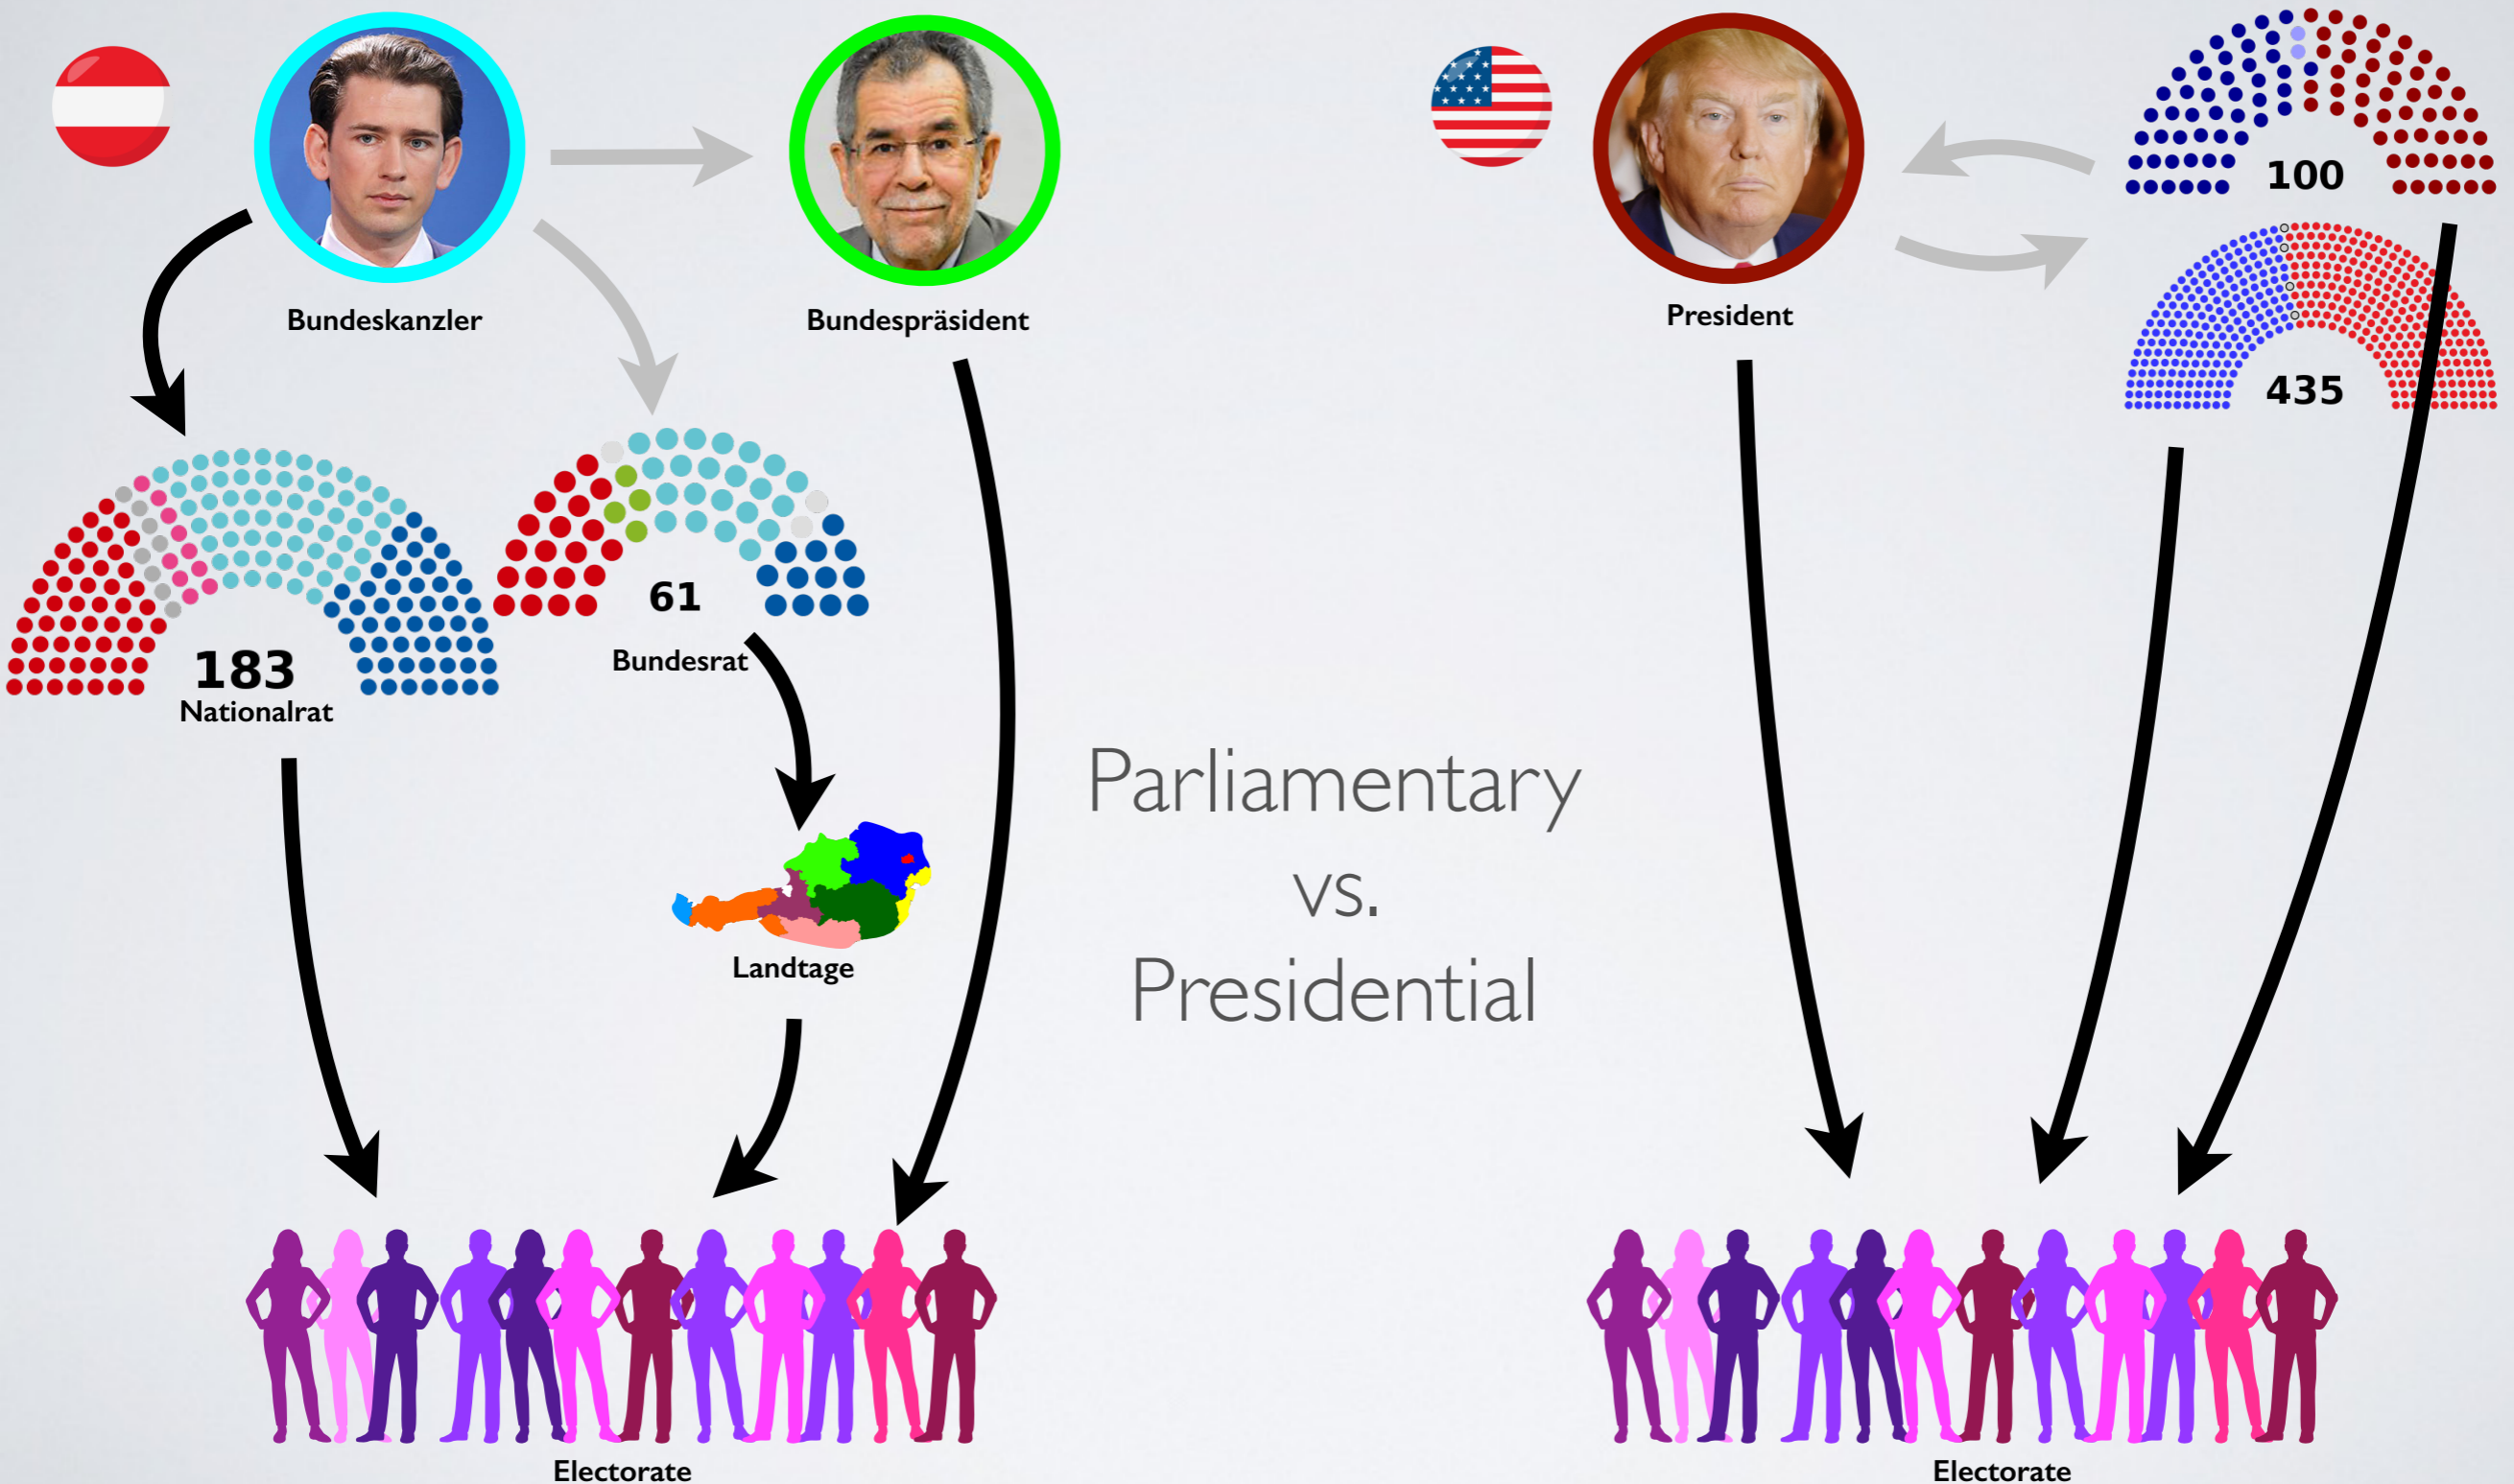 Bundeskanzler
Bundespräsident
President
100
435
183
Nationalrat
61
Bundesrat
Landtage
Parliamentary
vs.
Presidential
Electorate
Electorate